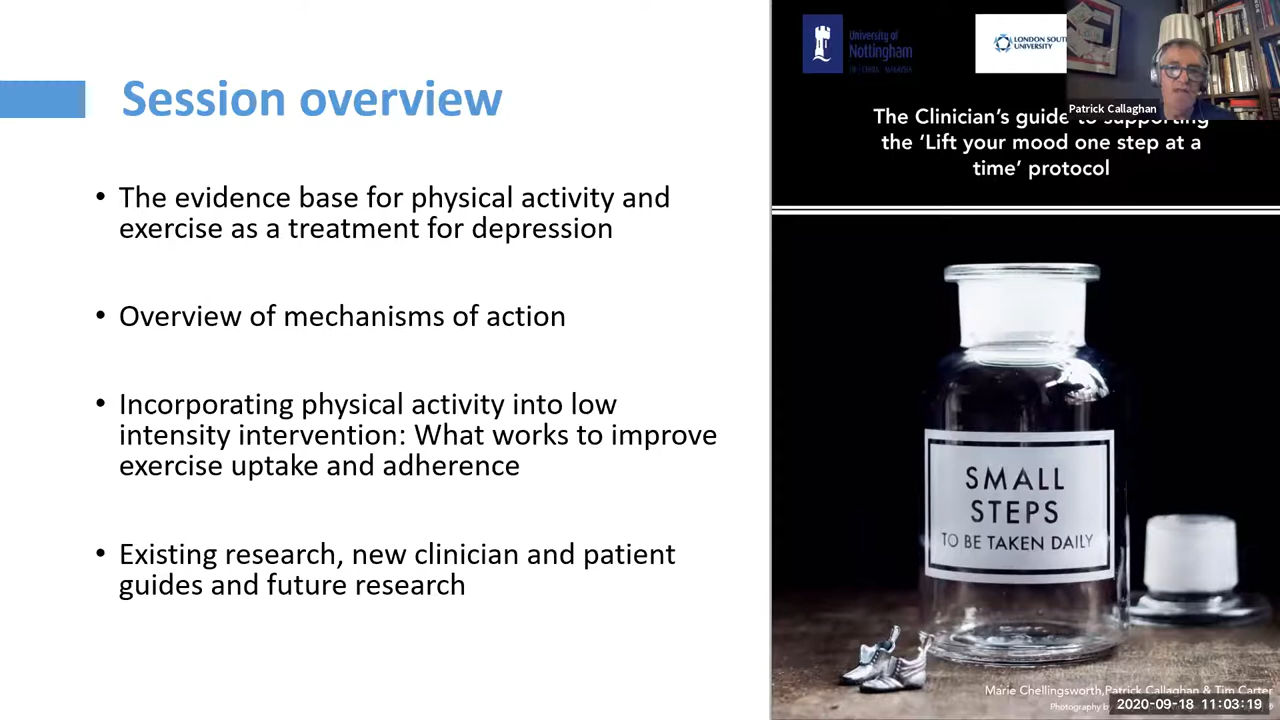 Session overview
• The evidence base for physical activity and
exercise as a treatment for depression
• Overview of mechanisms of action
• Incorporating physical activity into low
intensity intervention: What works to improve
exercise uptake and adherence
• Existing research, new clinician and patient
guides and future research
University of
Nottingham
LONDON SOUTH
UNIVERSITY
Patrick Callaghan
The Clinician's guide to supporting
the 'Lift your mood one step at a
time' protocol
SMALL
STEPS
TO BE TAKEN DAILY
Marie Chellingsworth,Patrick Callaghan & Tim Carter
Photography by
2020-09-18 11:03:19